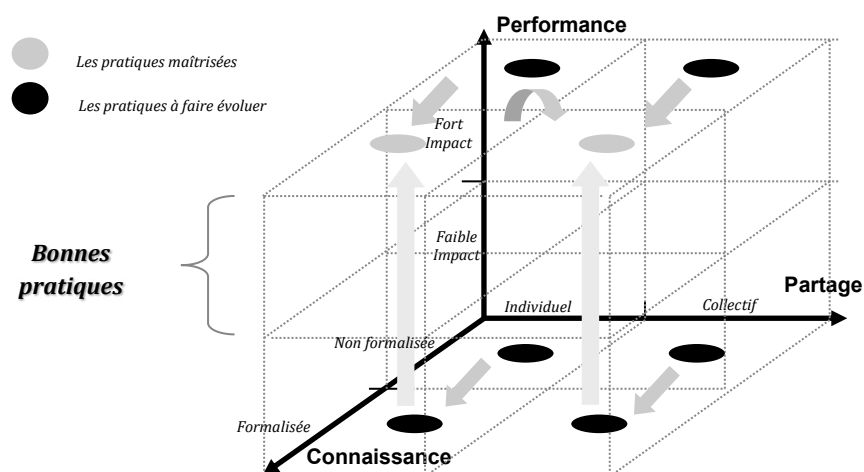 Performance
Les pratiques maîtrisées
Les pratiques à faire évoluer
Fort
Impact
Faible
Impact
Bonnes
pratiques
Partage
Individuel
Collectif
Non formalisée
Formalisée
Connaissance